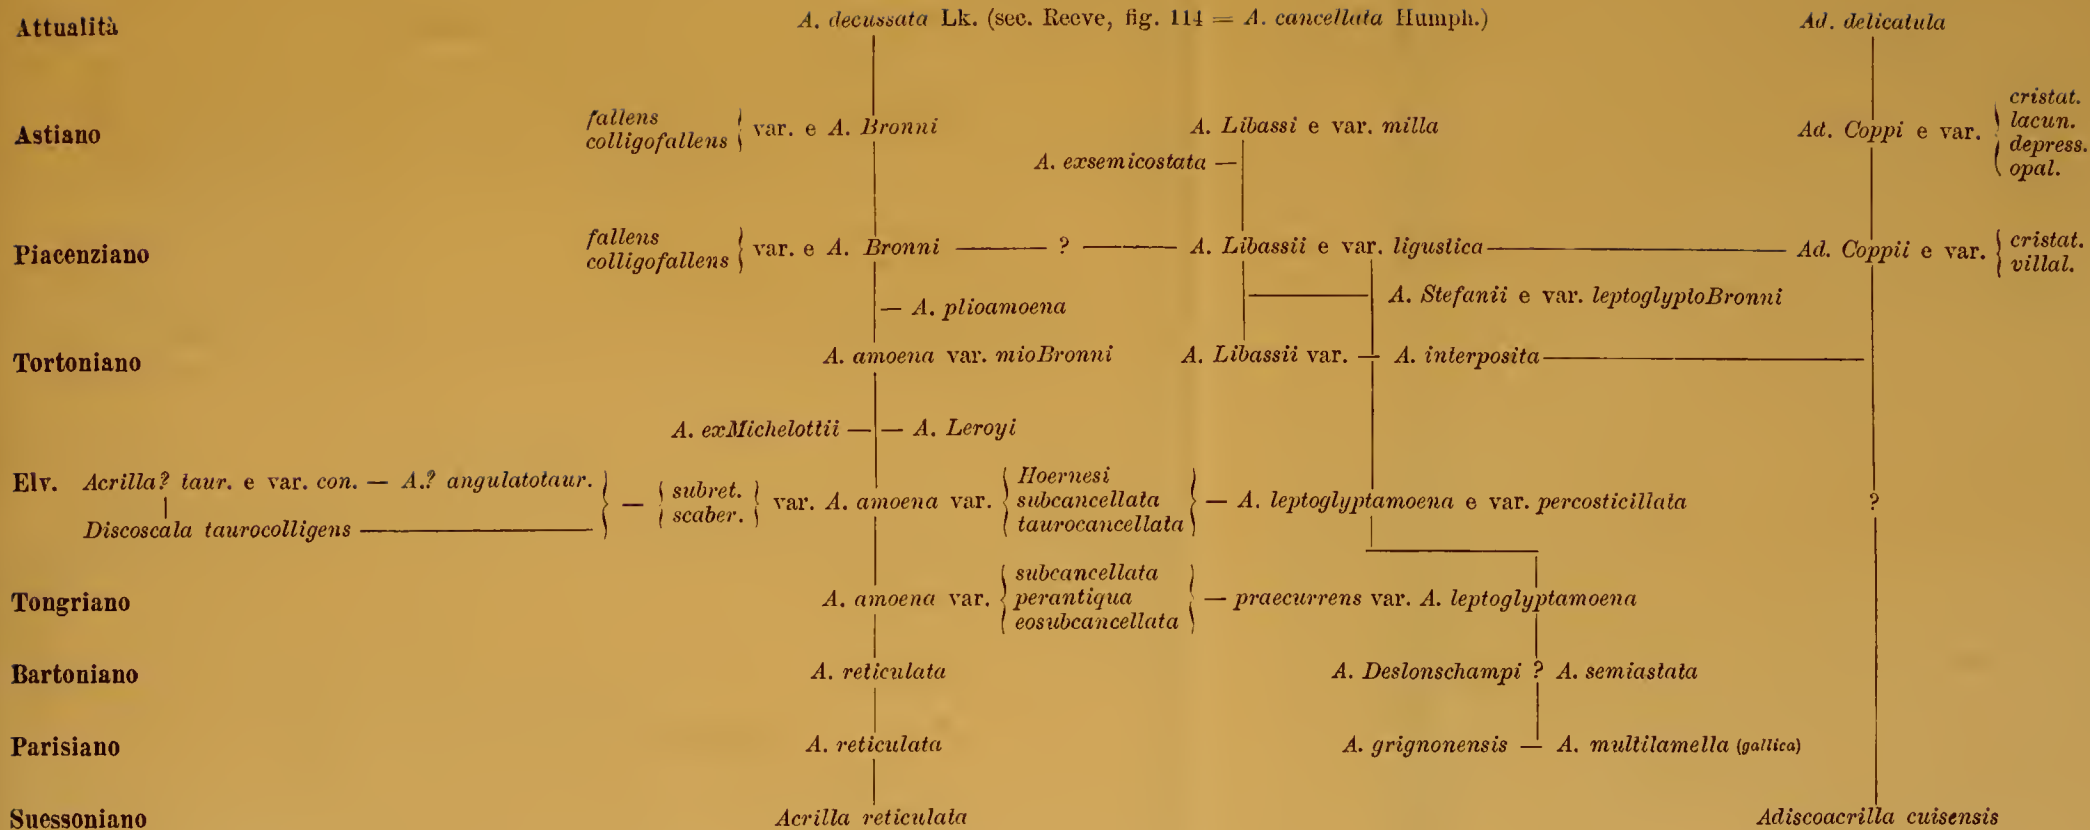 Attualità A. decussata Lk. (sec. Reeve, fig. 114 = A. cancellata Humph.) Ad. delicatula
Astiano fallens colligofallens } var. e A. Bronni A. Libassi e var. milla Ad. Coppi e var. { cristat. lacun. depress. opal.
A. exsemicostata —
Piacenziano fallens colligofallens } var. e A. Bronni — ? — A. Libassii e var. ligustica — Ad. Coppii e var. { cristat. villal.
— A. plioamoena A. Stefanii e var. leptoglyptoBronni
Tortoniano A. amoena var. mioBronni A. Libassii var. — A. interposita —
A. exMichelottii — — A. Leroyi
Elv. Acrilla? taur. e var. con. — A.? angulatotaur. } — { subret. scaber. } var. A. amoena var. { Hoernesi subcancellata taurocancellata } — A. leptoglyptamoena e var. percosticillata ?
Discoscala taurocolligens —
Tongriano A. amoena var. { subcancellata perantiqua eosubcancellata } — praecurrens var. A. leptoglyptamoena
Bartoniano A. reticulata A. Deslonschampi ? A. semiastata
Parisiano A. reticulata A. grignonensis — A. multilamella (gallica)
Suessoniano Acrilla reticulata Adiscoacrilla cuisensis